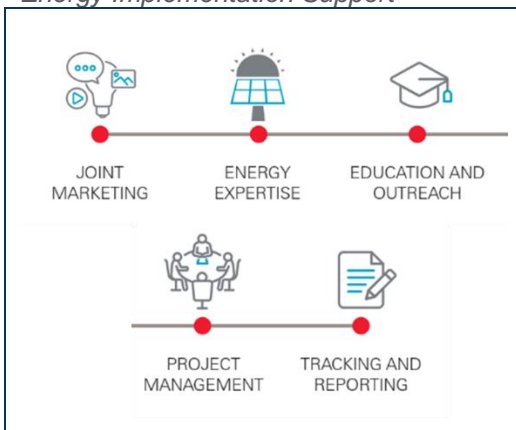 Energy Implementation Support
JOINT
MARKETING
ENERGY
EXPERTISE
EDUCATION AND
OUTREACH
PROJECT
MANAGEMENT
TRACKING AND
REPORTING